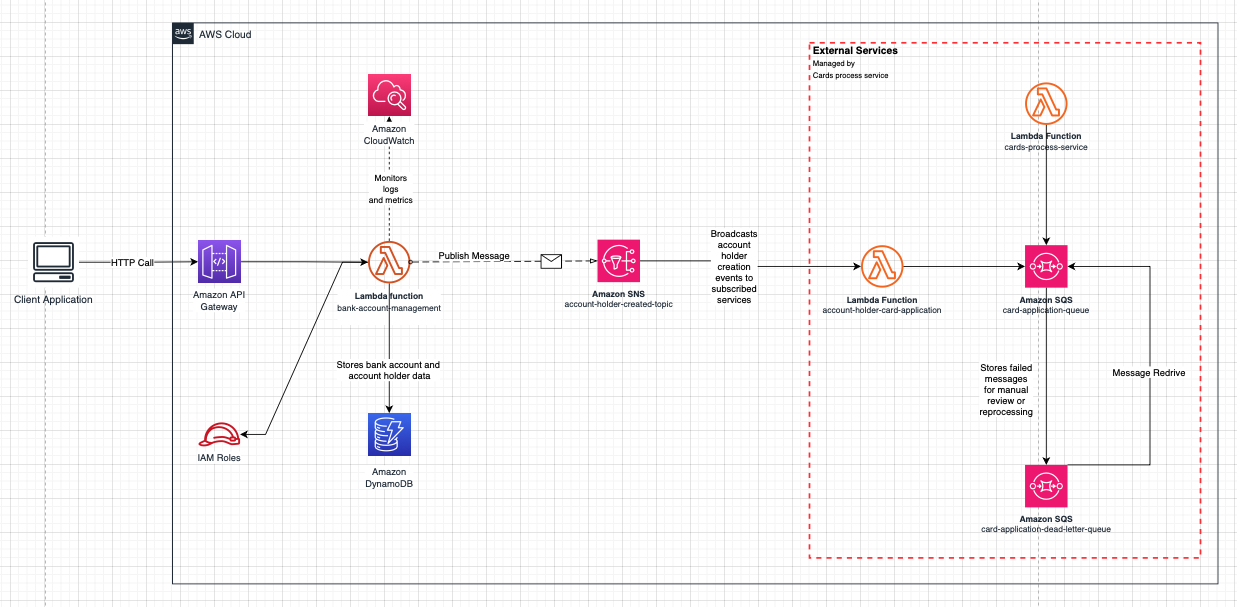 aws
AWS Cloud
External Services
Managed by
Cards process service
Amazon
CloudWatch
Lambda Function
cards-process-service
Monitors
logs
and metrics
Client Application
HTTP Call
Amazon API
Gateway
Lambda function
bank-account-management
Publish Message
Amazon SNS
account-holder-created-topic
Broadcasts
account
holder
creation
events to
subscribed
services
Lambda Function
account-holder-card-application
Amazon SQS
card-application-queue
Stores bank account and
account holder data
Stores failed
messages
for manual
review or
reprocessing
Message Redrive
IAM Roles
Amazon
DynamoDB
Amazon SQS
card-application-dead-letter-queue